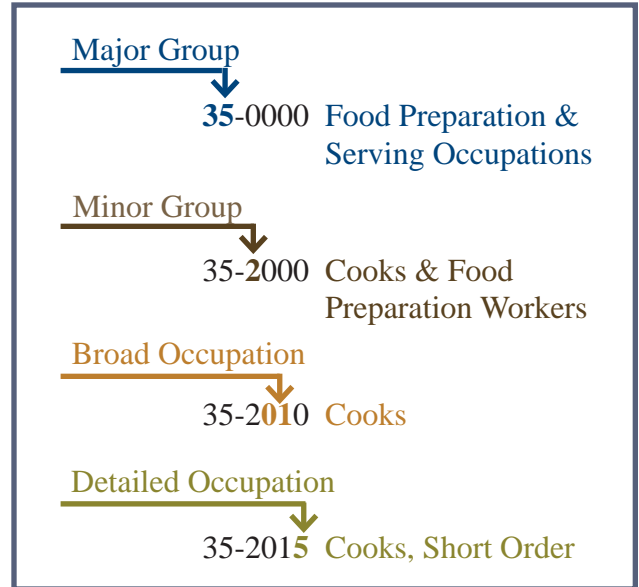 Major Group
35-0000 Food Preparation &
Serving Occupations
Minor Group
35-2000 Cooks & Food
Preparation Workers
Broad Occupation
35-2010 Cooks
Detailed Occupation
35-2015 Cooks, Short Order